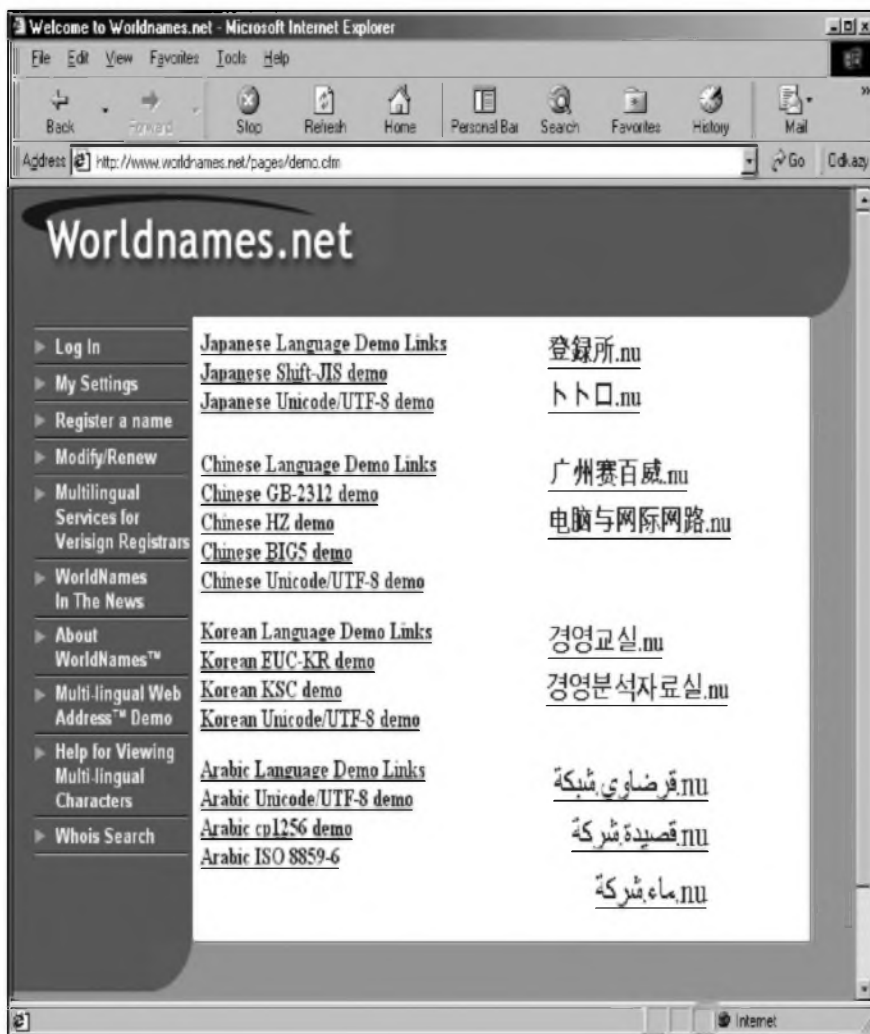 Welcome to Worldnames.net - Microsoft Internet Explorer
File Edit View Favorites Tools Help
Back Forward Stop Refresh Home Personal Bar Search Favorites History Mail
Address http://www.worldnames.net/pages/demo.cfm Go Odkazy
Worldnames.net
Log In
My Settings
Register a name
Modify/Renew
Multilingual
Services for
Verisign Registrars
WorldNames
In The News
About
WorldNames™
Multi-lingual Web
Address™ Demo
Help for Viewing
Multi-lingual
Characters
Whois Search
Japanese Language Demo Links
Japanese Shift-JIS demo
Japanese Unicode/UTF-8 demo
Chinese Language Demo Links
Chinese GB-2312 demo
Chinese HZ demo
Chinese BIG5 demo
Chinese Unicode/UTF-8 demo
Korean Language Demo Links
Korean EUC-KR demo
Korean KSC demo
Korean Unicode/UTF-8 demo
Arabic Language Demo Links
Arabic Unicode/UTF-8 demo
Arabic cp1256 demo
Arabic ISO 8859-6
登録所.nu
トトロ.nu
广州赛百威.nu
电脑与网际网路.nu
경영교실.nu
경영분석자료실.nu
قرضاوي.شبكة.nu
قصيدة.شركة.nu
ماء.شركة.nu
Internet